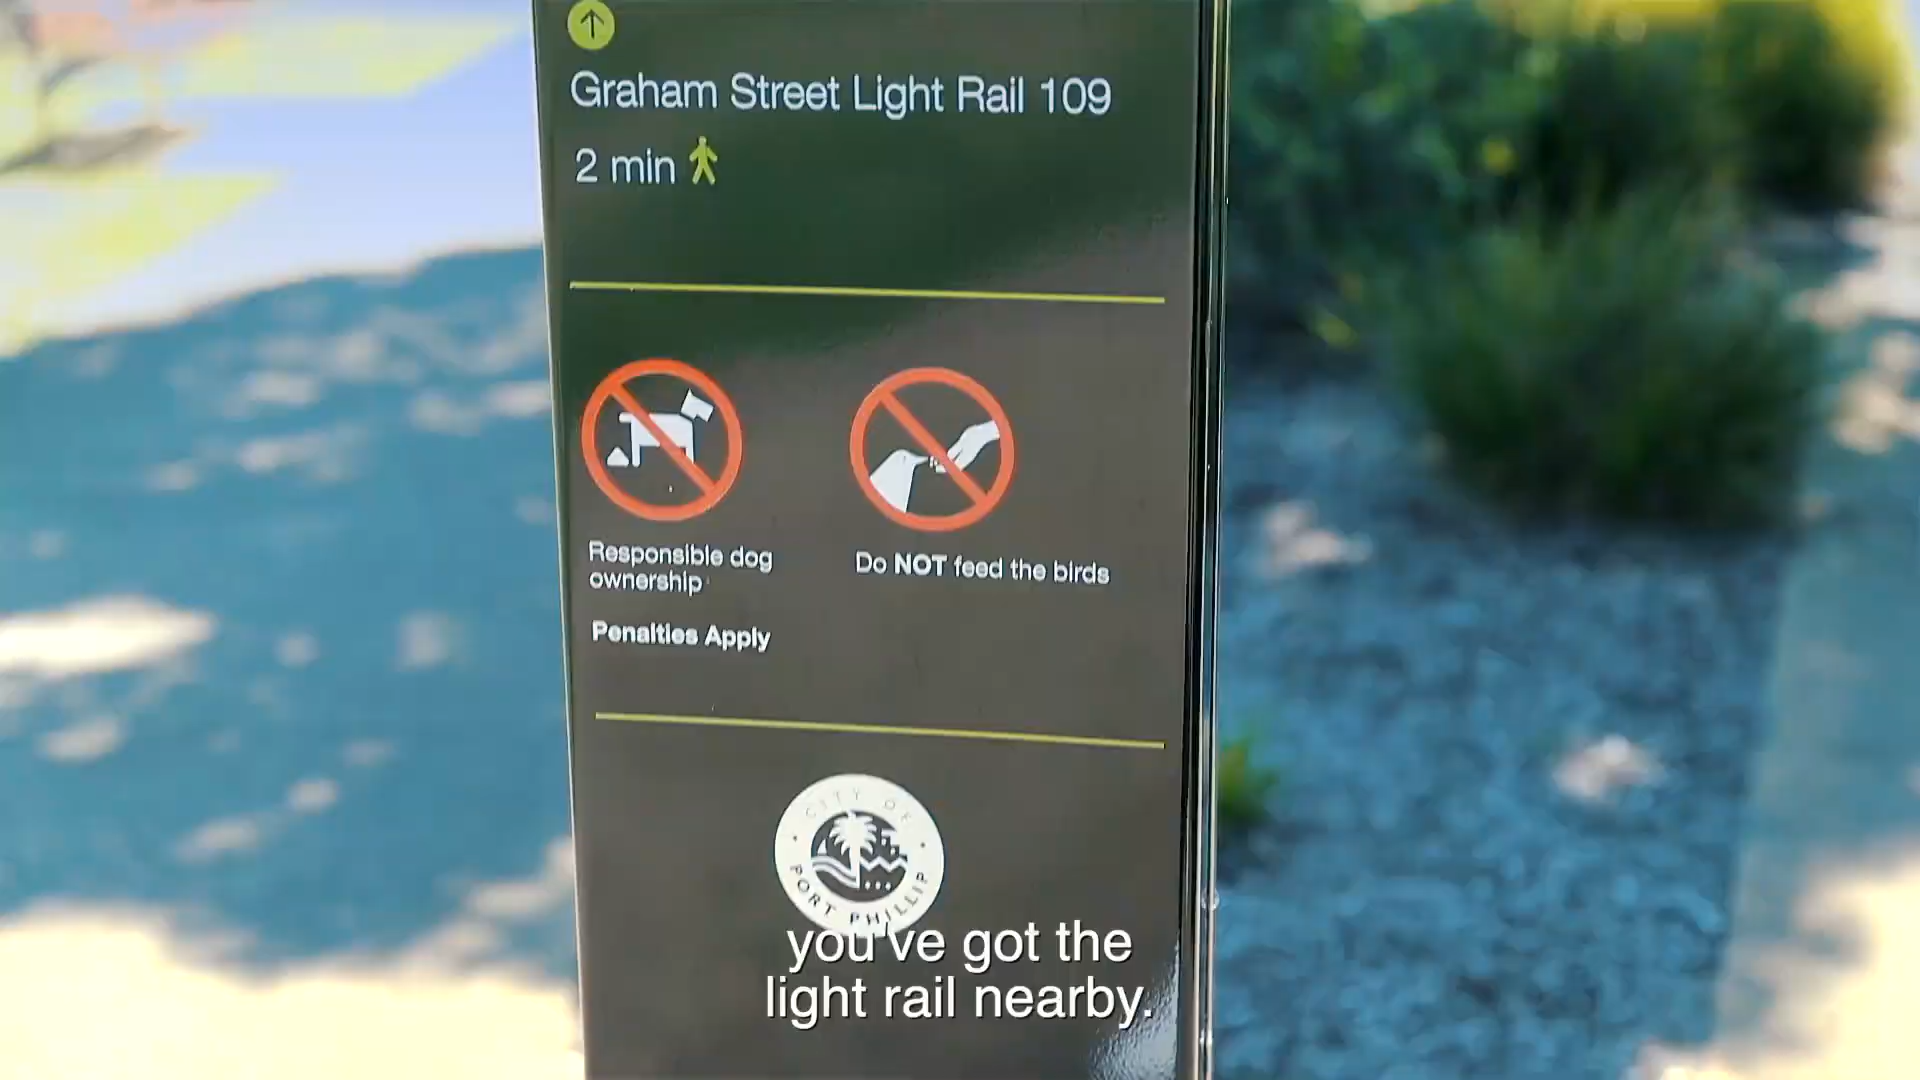 Graham Street Light Rail 109
2 min
Responsible dog
ownership
Penalties Apply
Do NOT feed the birds
CITY OF
PORT PHILLIP
you've got the
light rail nearby.